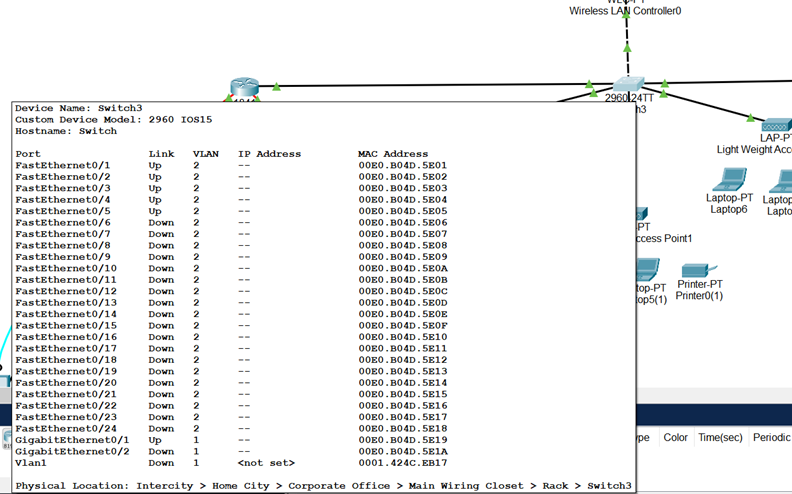 Wireless LAN Controller0
2960 24TT
Device Name: Switch3
Custom Device Model: 2960 IOS15
Hostname: Switch
Port Link VLAN IP Address MAC Address
FastEthernet0/1 Up 2 -- 00E0.B04D.5E01
FastEthernet0/2 Up 2 -- 00E0.B04D.5E02
FastEthernet0/3 Up 2 -- 00E0.B04D.5E03
FastEthernet0/4 Up 2 -- 00E0.B04D.5E04
FastEthernet0/5 Up 2 -- 00E0.B04D.5E05
FastEthernet0/6 Down 2 -- 00E0.B04D.5E06
FastEthernet0/7 Down 2 -- 00E0.B04D.5E07
FastEthernet0/8 Down 2 -- 00E0.B04D.5E08
FastEthernet0/9 Down 2 -- 00E0.B04D.5E09
FastEthernet0/10 Down 2 -- 00E0.B04D.5E0A
FastEthernet0/11 Down 2 -- 00E0.B04D.5E0B
FastEthernet0/12 Down 2 -- 00E0.B04D.5E0C
FastEthernet0/13 Down 2 -- 00E0.B04D.5E0D
FastEthernet0/14 Down 2 -- 00E0.B04D.5E0E
FastEthernet0/15 Down 2 -- 00E0.B04D.5E0F
FastEthernet0/16 Down 2 -- 00E0.B04D.5E10
FastEthernet0/17 Down 2 -- 00E0.B04D.5E11
FastEthernet0/18 Down 2 -- 00E0.B04D.5E12
FastEthernet0/19 Down 2 -- 00E0.B04D.5E13
FastEthernet0/20 Down 2 -- 00E0.B04D.5E14
FastEthernet0/21 Down 2 -- 00E0.B04D.5E15
FastEthernet0/22 Down 2 -- 00E0.B04D.5E16
FastEthernet0/23 Down 2 -- 00E0.B04D.5E17
FastEthernet0/24 Down 2 -- 00E0.B04D.5E18
GigabitEthernet0/1 Up 1 -- 00E0.B04D.5E19
GigabitEthernet0/2 Down 1 -- 00E0.B04D.5E1A
Vlan1 Down 1 <not set> 0001.424C.EB17
Physical Location: Intercity > Home City > Corporate Office > Main Wiring Closet > Rack > Switch3
h3
LAP-PT
Light Weight Acc
Laptop-PT
Laptop6
Laptop
Lapto
-PT
ccess Point1
top-PT
top5(1)
Printer-PT
Printer0(1)
ype Color Time(sec) Periodic